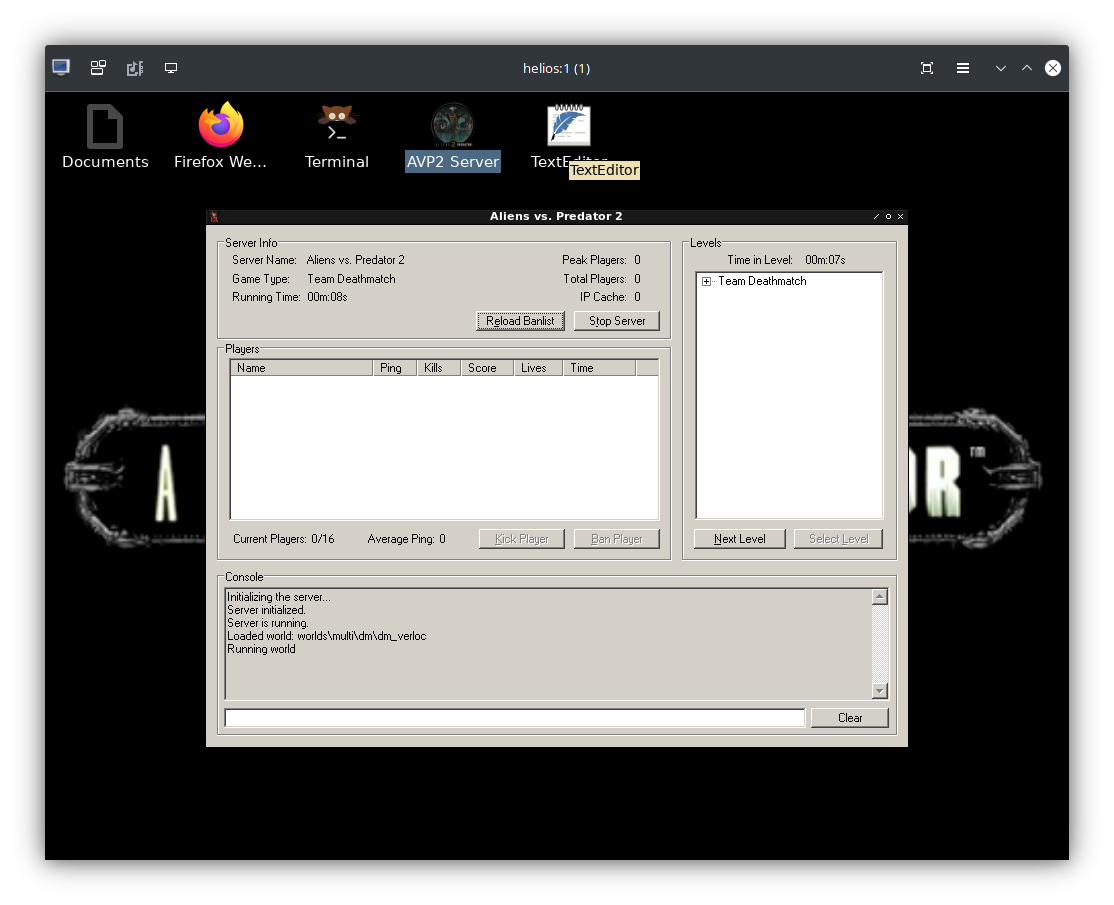 helios:1 (1)
Documents
Firefox We...
Terminal
AVP2 Server
TextEditor
TextEditor
Aliens vs. Predator 2
Server Info
Server Name: Aliens vs. Predator 2
Peak Players: 0
Game Type: Team Deathmatch
Total Players: 0
Running Time: 00m:08s
IP Cache: 0
Reload Banlist
Stop Server
Levels
Time in Level: 00m:07s
Team Deathmatch
Players
Name Ping Kills Score Lives Time
Current Players: 0/16
Average Ping: 0
Kick Player
Ban Player
Next Level
Select Level
Console
Initializing the server...
Server initialized.
Server is running.
Loaded world: worlds\multi\dm\dm_verloc
Running world
Clear
A
R™